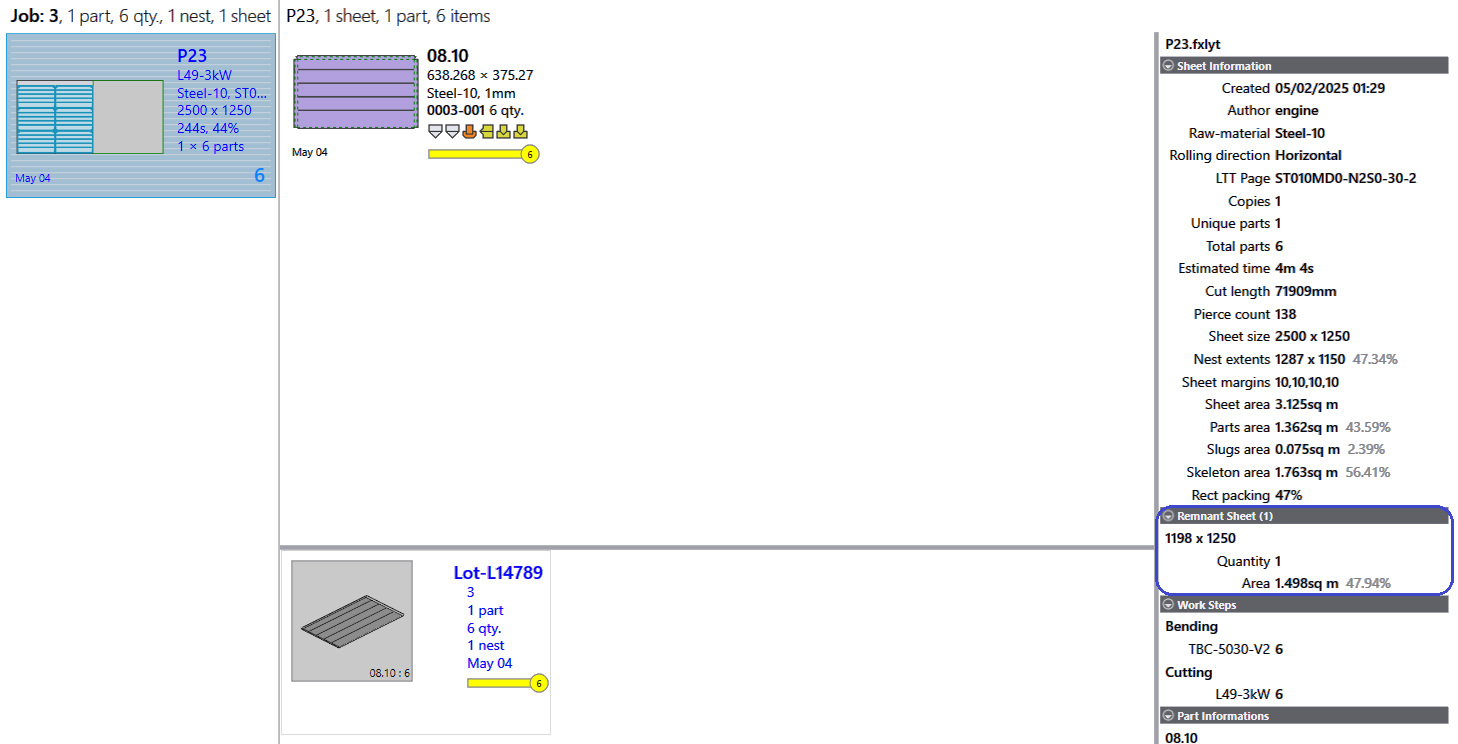 Job: 3, 1 part, 6 qty., 1 nest, 1 sheet
P23
L49-3kW
Steel-10, ST0...
2500 x 1250
244s, 44%
1 × 6 parts
May 04
6
P23, 1 sheet, 1 part, 6 items
08.10
638.268 × 375.27
Steel-10, 1mm
0003-001 6 qty.
May 04
6
Lot-L14789
3
1 part
6 qty.
1 nest
May 04
6
08.10 : 6
P23.fxlyt
Sheet Information
Created 05/02/2025 01:29
Author engine
Raw-material Steel-10
Rolling direction Horizontal
LTT Page ST010MD0-N2S0-30-2
Copies 1
Unique parts 1
Total parts 6
Estimated time 4m 4s
Cut length 71909mm
Pierce count 138
Sheet size 2500 x 1250
Nest extents 1287 x 1150 47.34%
Sheet margins 10,10,10,10
Sheet area 3.125sq m
Parts area 1.362sq m 43.59%
Slugs area 0.075sq m 2.39%
Skeleton area 1.763sq m 56.41%
Rect packing 47%
Remnant Sheet (1)
1198 x 1250
Quantity 1
Area 1.498sq m 47.94%
Work Steps
Bending
TBC-5030-V2 6
Cutting
L49-3kW 6
Part Informations
08.10